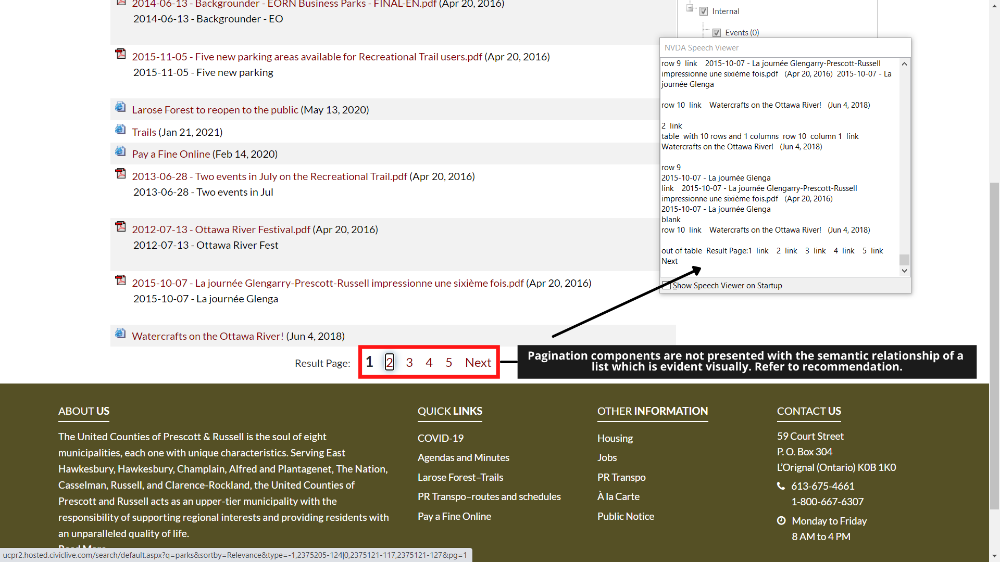 2014-06-13 - Backgrounder - EORN Business Parks - FINAL-EN.pdf (Apr 20, 2016)
2014-06-13 - Backgrounder - EO
2015-11-05 - Five new parking areas available for Recreational Trail users.pdf (Apr 20, 2016)
2015-11-05 - Five new parking
Larose Forest to reopen to the public (May 13, 2020)
Trails (Jan 21, 2021)
Pay a Fine Online (Feb 14, 2020)
2013-06-28 - Two events in July on the Recreational Trail.pdf (Apr 20, 2016)
2013-06-28 - Two events in Jul
2012-07-13 - Ottawa River Festival.pdf (Apr 20, 2016)
2012-07-13 - Ottawa River Fest
2015-10-07 - La journée Glengarry-Prescott-Russell impressionne une sixième fois.pdf (Apr 20, 2016)
2015-10-07 - La journée Glenga
Watercrafts on the Ottawa River! (Jun 4, 2018)
Result Page: 1 2 3 4 5 Next
Internal
Events (0)
NVDA Speech Viewer
row 9 link 2015-10-07 - La journée Glengarry-Prescott-Russell
impressionne une sixième fois.pdf (Apr 20, 2016) 2015-10-07 - La
journée Glenga
row 10 link Watercrafts on the Ottawa River! (Jun 4, 2018)
2 link
table with 10 rows and 1 columns row 10 column 1 link
Watercrafts on the Ottawa River! (Jun 4, 2018)
row 9
2015-10-07 - La journée Glenga
link 2015-10-07 - La journée Glengarry-Prescott-Russell
impressionne une sixième fois.pdf (Apr 20, 2016)
2015-10-07 - La journée Glenga
blank
row 10 link Watercrafts on the Ottawa River! (Jun 4, 2018)
out of table Result Page:1 link 2 link 3 link 4 link 5 link
Next
Show Speech Viewer on Startup
Pagination components are not presented with the semantic relationship of a
list which is evident visually. Refer to recommendation.
ABOUT US
The United Counties of Prescott & Russell is the soul of eight
municipalities, each one with unique characteristics. Serving East
Hawkesbury, Hawkesbury, Champlain, Alfred and Plantagenet, The Nation,
Casselman, Russell, and Clarence-Rockland, the United Counties of
Prescott and Russell acts as an upper-tier municipality with the
responsibility of supporting regional interests and providing residents with
an unparalleled quality of life.
Read More
QUICK LINKS
COVID-19
Agendas and Minutes
Larose Forest–Trails
PR Transpo–routes and schedules
Pay a Fine Online
OTHER INFORMATION
Housing
Jobs
PR Transpo
À la Carte
Public Notice
CONTACT US
59 Court Street
P. O. Box 304
L'Orignal (Ontario) K0B 1K0
613-675-4661
1-800-667-6307
Monday to Friday
8 AM to 4 PM
ucpr2.hosted.civiclive.com/search/default.aspx?q=parks&sortby=Relevance&type=-1,2375205-124|0,2375121-117,2375121-127&pg=1